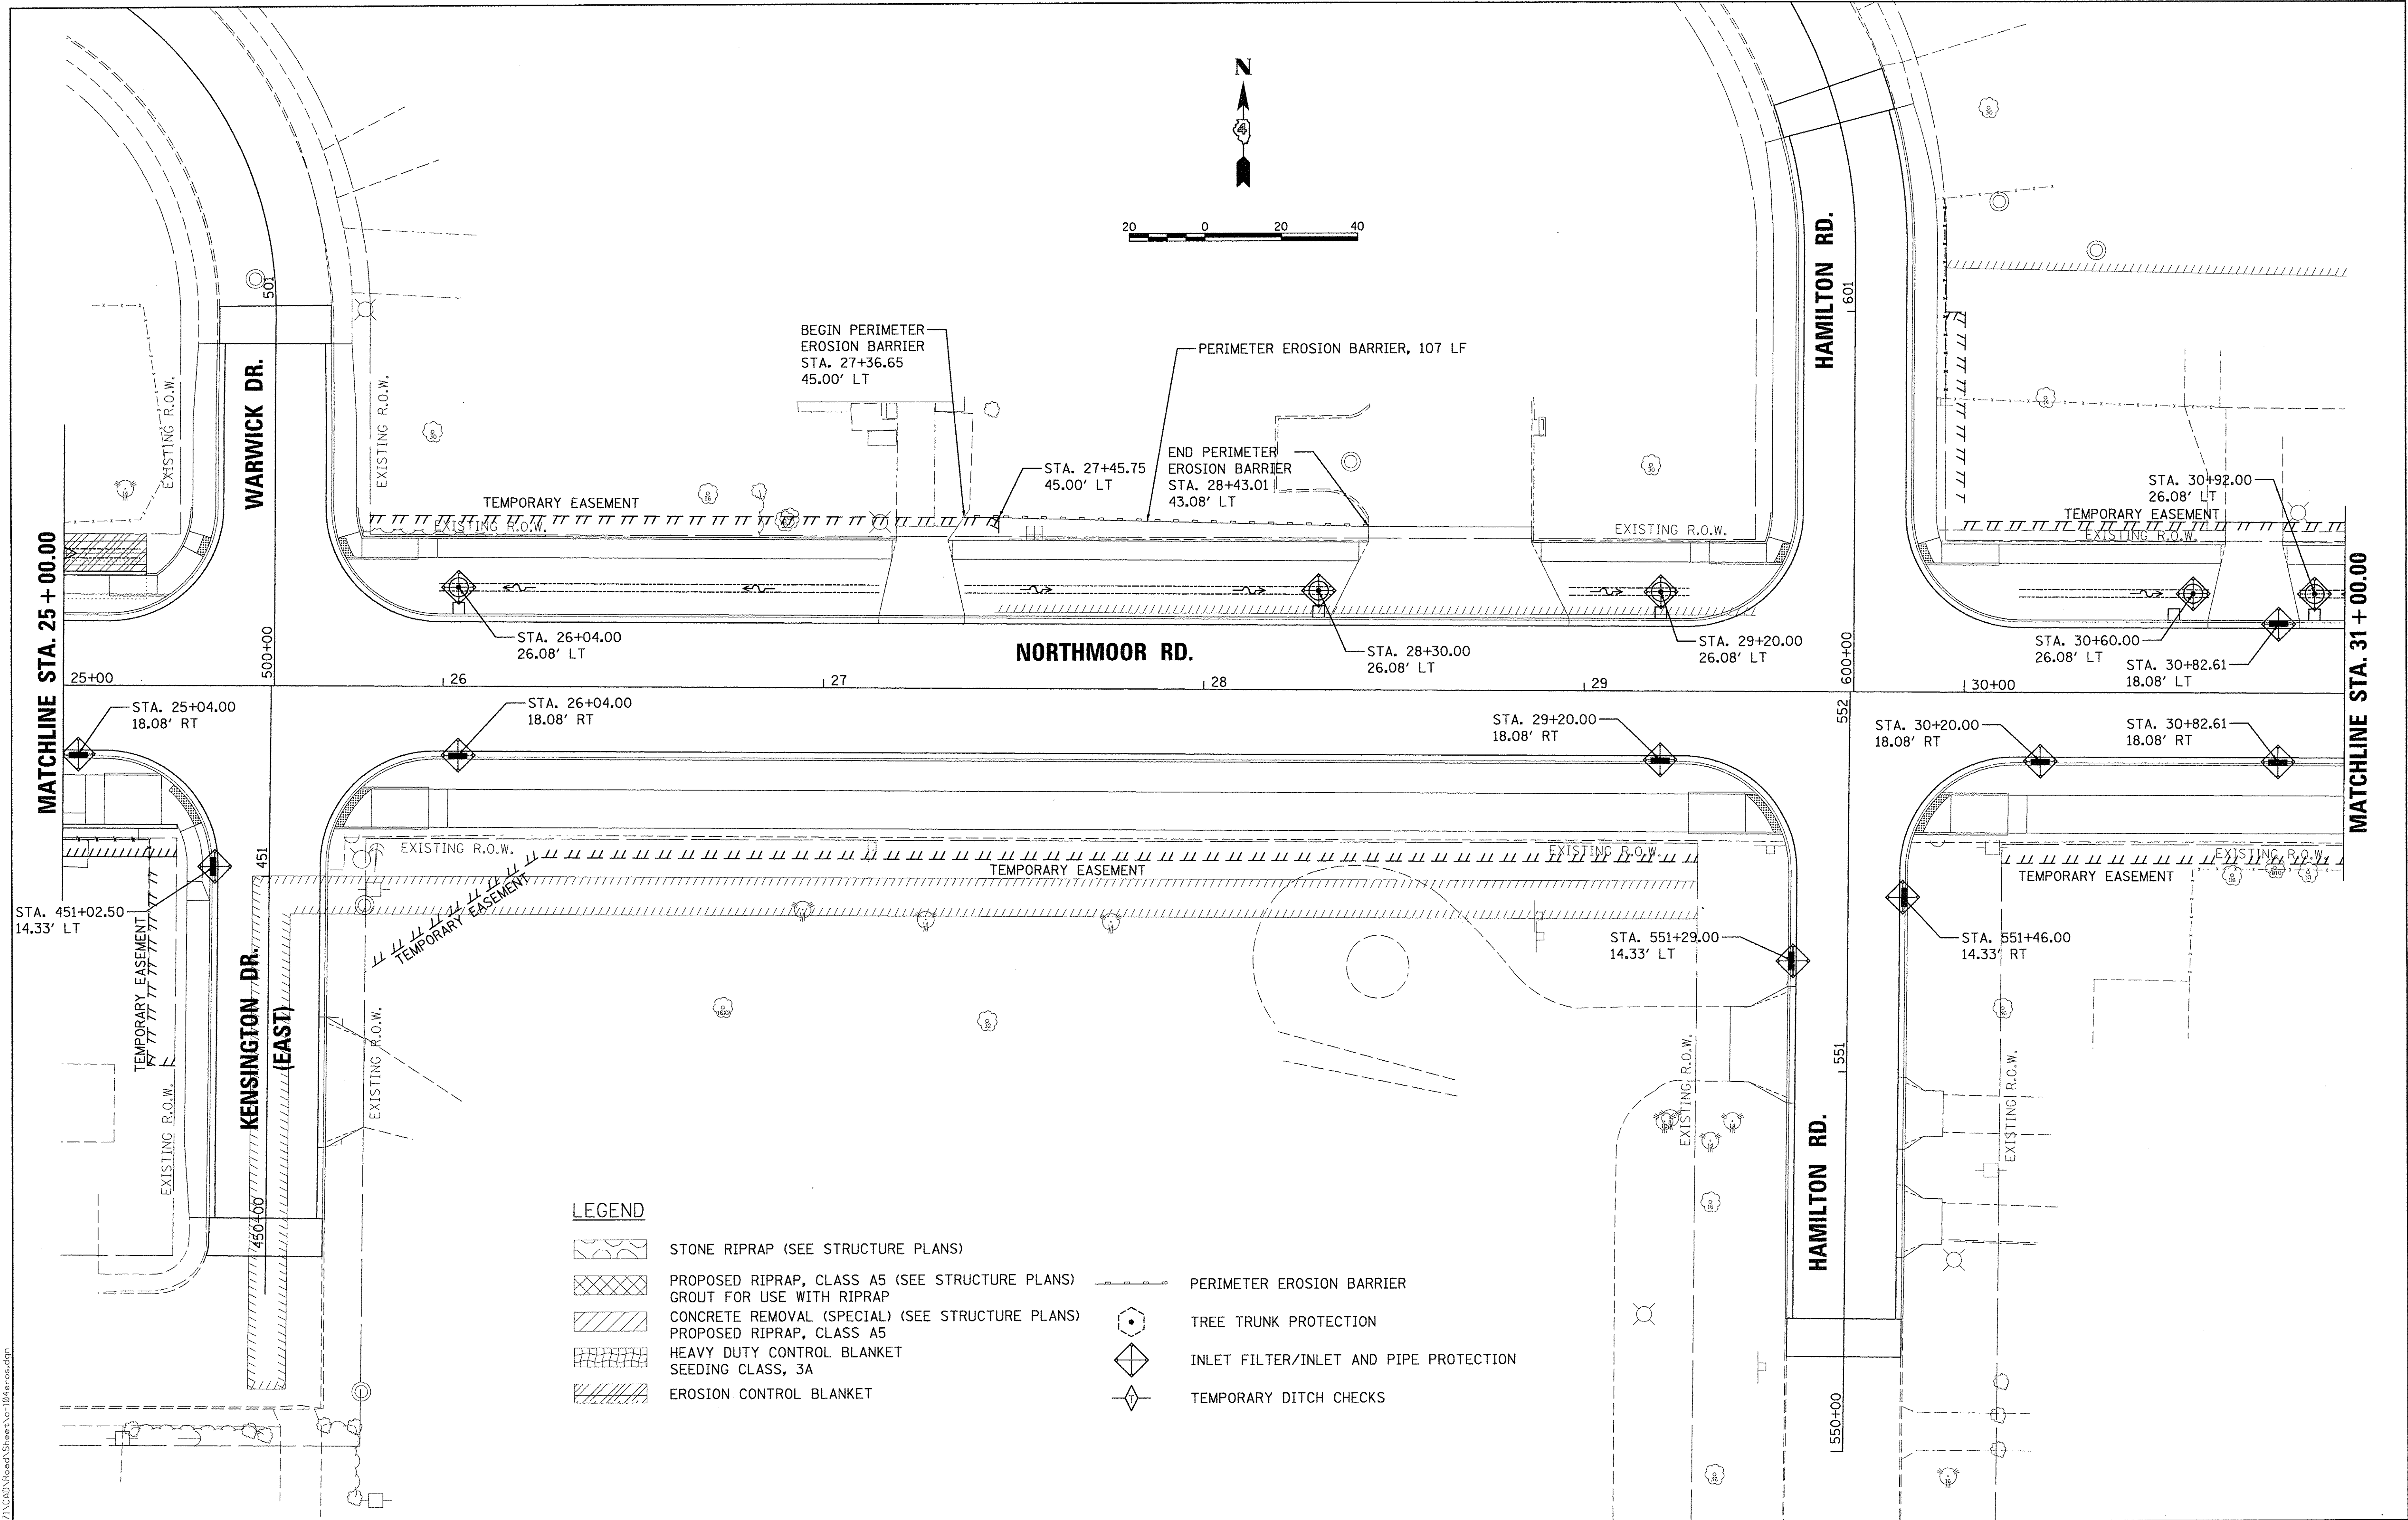 N
20 0 20 40
HAMILTON RD.
601
501
WARWICK DR.
EXISTING R.O.W.
EXISTING R.O.W.
BEGIN PERIMETER
EROSION BARRIER
STA. 27+36.65
45.00' LT
PERIMETER EROSION BARRIER, 107 LF
STA. 27+45.75
45.00' LT
END PERIMETER
EROSION BARRIER
STA. 28+43.01
43.08' LT
STA. 30+92.00
26.08' LT
TEMPORARY EASEMENT
EXISTING R.O.W.
EXISTING R.O.W.
TEMPORARY EASEMENT
EXISTING R.O.W.
MATCHLINE STA. 25+00.00
MATCHLINE STA. 31+00.00
STA. 26+04.00
26.08' LT
NORTHMOOR RD.
STA. 28+30.00
26.08' LT
STA. 29+20.00
26.08' LT
STA. 30+60.00
26.08' LT
STA. 30+82.61
18.08' LT
500+00
600+00
25+00 26 27 28 29 30+00
STA. 25+04.00
18.08' RT
STA. 26+04.00
18.08' RT
STA. 29+20.00
18.08' RT
552
STA. 30+20.00
18.08' RT
STA. 30+82.61
18.08' RT
451
EXISTING R.O.W.
EXISTING R.O.W.
EXISTING R.O.W.
TEMPORARY EASEMENT
TEMPORARY EASEMENT
TEMPORARY EASEMENT
STA. 451+02.50
14.33' LT
TEMPORARY EASEMENT
STA. 551+29.00
14.33' LT
STA. 551+46.00
14.33' RT
KENSINGTON DR.
(EAST)
EXISTING R.O.W.
EXISTING R.O.W.
EXISTING R.O.W.
EXISTING R.O.W.
551
HAMILTON RD.
450+00
550+00
LEGEND
STONE RIPRAP (SEE STRUCTURE PLANS)
PROPOSED RIPRAP, CLASS A5 (SEE STRUCTURE PLANS)
GROUT FOR USE WITH RIPRAP
CONCRETE REMOVAL (SPECIAL) (SEE STRUCTURE PLANS)
PROPOSED RIPRAP, CLASS A5
HEAVY DUTY CONTROL BLANKET
SEEDING CLASS, 3A
EROSION CONTROL BLANKET
PERIMETER EROSION BARRIER
TREE TRUNK PROTECTION
INLET FILTER/INLET AND PIPE PROTECTION
T
TEMPORARY DITCH CHECKS
71\CAD\Road\Sheet\c-104eros.dgn